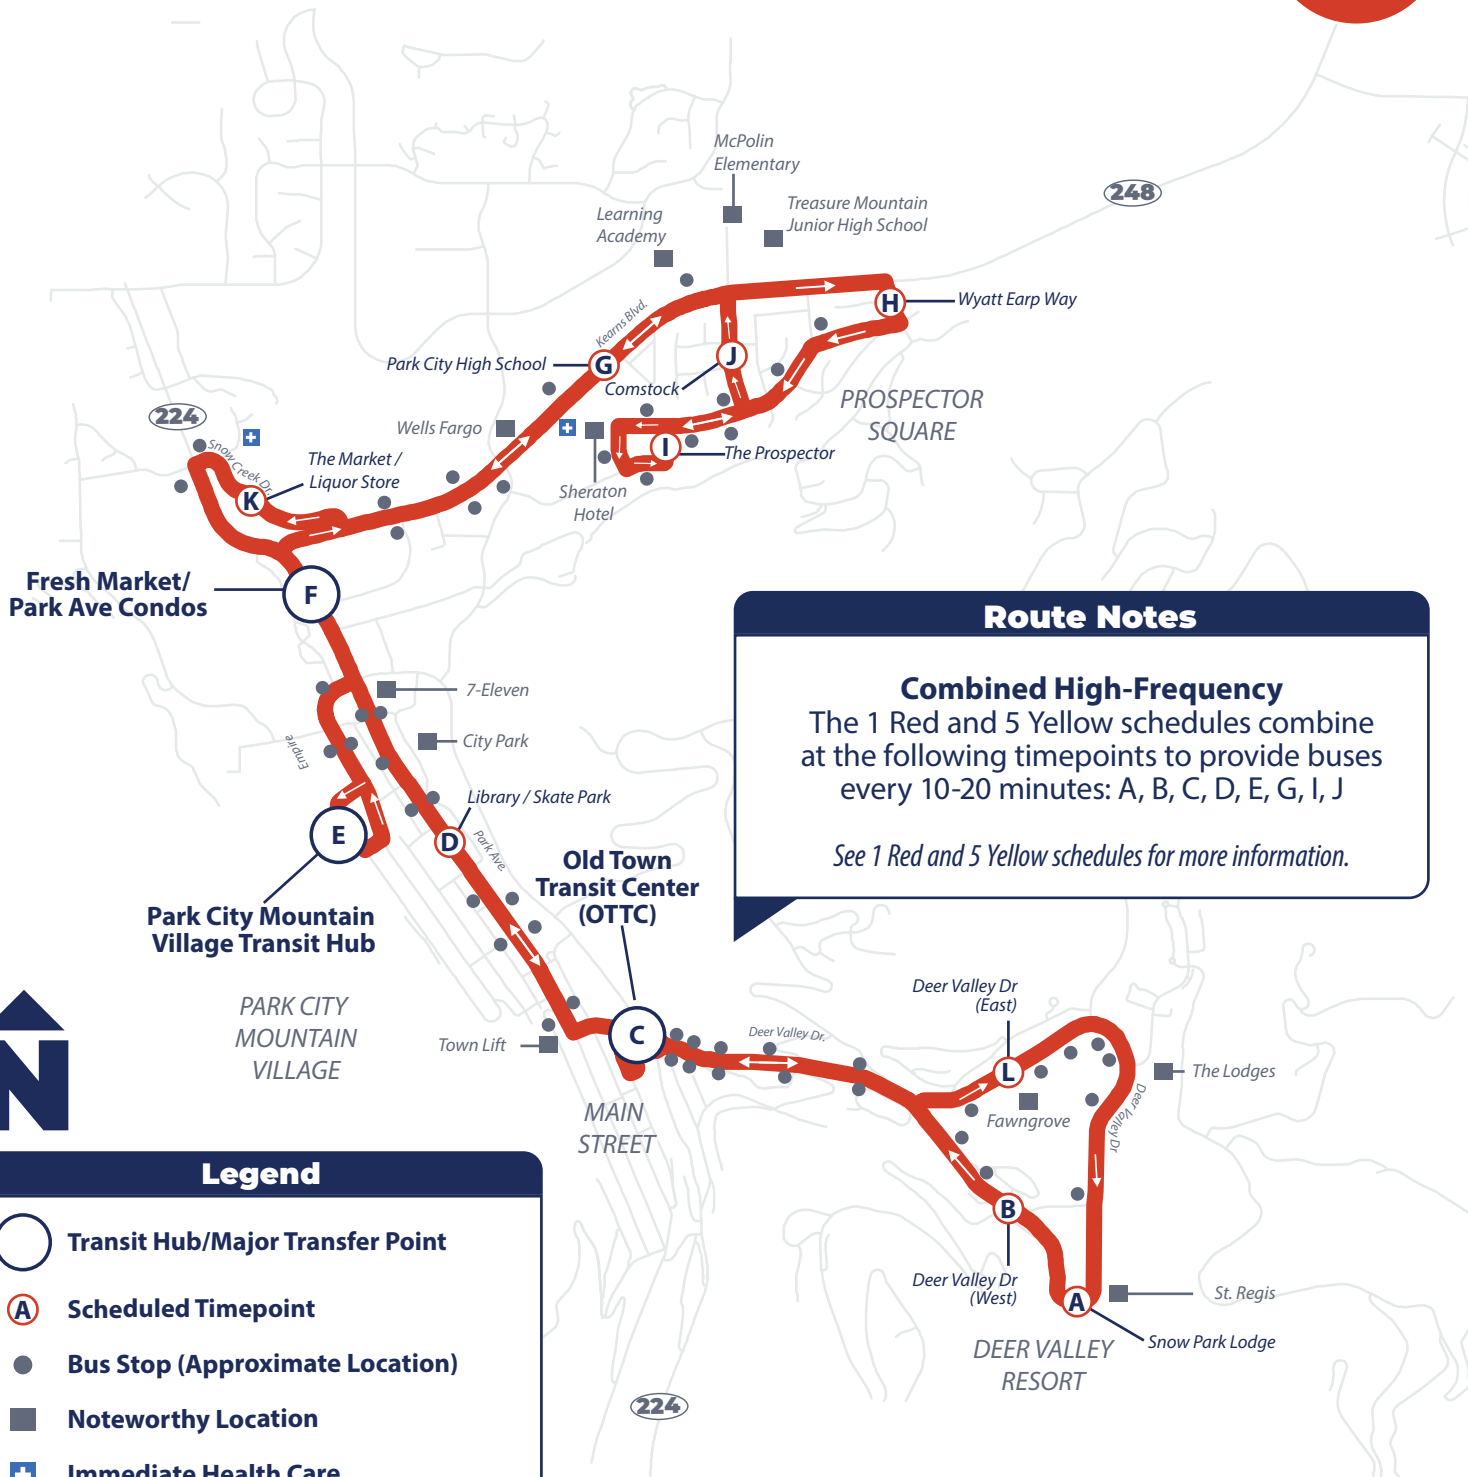 McPolin
Elementary
248
Treasure Mountain
Junior High School
Learning
Academy
Kearns Blvd.
H
Wyatt Earp Way
Park City High School
G
J
Comstock
PROSPECTOR
SQUARE
224
Wells Fargo
Snow Creek Dr.
The Market /
Liquor Store
K
I
The Prospector
Sheraton
Hotel
Fresh Market/
Park Ave Condos
F
Route Notes
Combined High-Frequency
The 1 Red and 5 Yellow schedules combine
at the following timepoints to provide buses
every 10-20 minutes: A, B, C, D, E, G, I, J
See 1 Red and 5 Yellow schedules for more information.
7-Eleven
City Park
Empire
Library / Skate Park
E
D
Park Ave.
Old Town
Transit Center
(OTTC)
Park City Mountain
Village Transit Hub
PARK CITY
MOUNTAIN
VILLAGE
N
Town Lift
C
Deer Valley Dr.
Deer Valley Dr
(East)
L
The Lodges
Fawngrove
Deer Valley Dr
MAIN
STREET
B
Deer Valley Dr
(West)
A
St. Regis
Snow Park Lodge
DEER VALLEY
RESORT
224
Legend
Transit Hub/Major Transfer Point
A
Scheduled Timepoint
Bus Stop (Approximate Location)
Noteworthy Location
Immediate Health Care